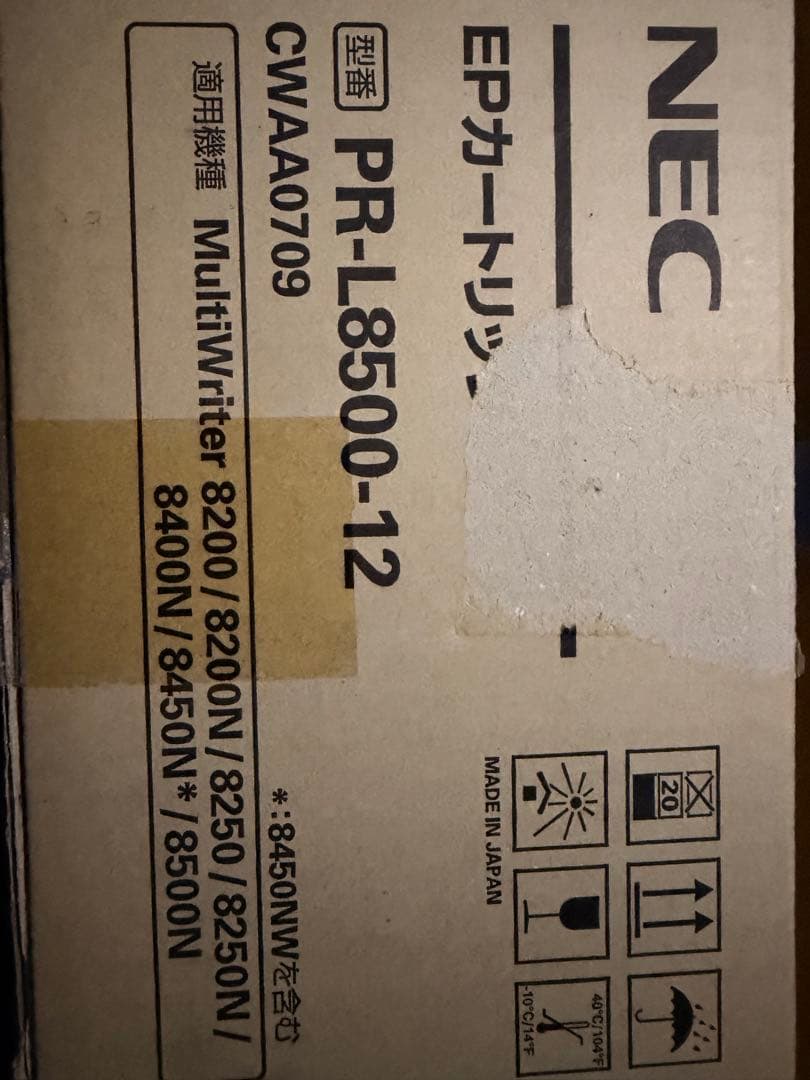 NEC
EPカートリッ
型番 PR-L8500-12
CWAA0709
*:8450NWを含む
適用機種 MultiWriter 8200 / 8200N / 8250 / 8250N /
8400N / 8450N* / 8500N
20
MADE IN JAPAN
40°C/104°F
-10°C/14°F